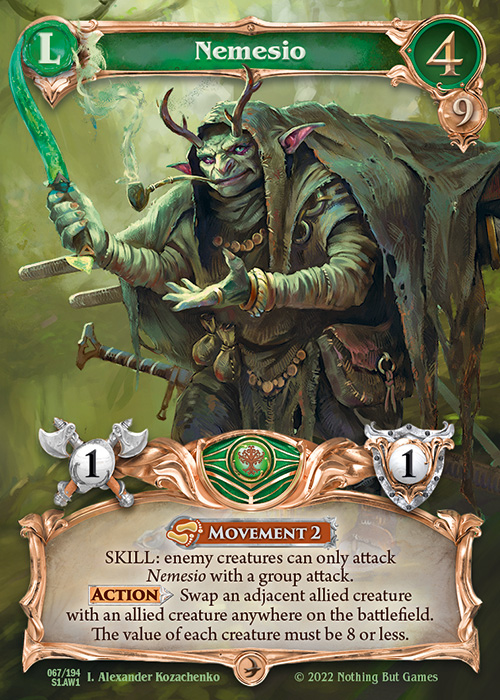 L
Nemesio
4
9
1
1
MOVEMENT 2
SKILL: enemy creatures can only attack
Nemesio with a group attack.
ACTION Swap an adjacent allied creature
with an allied creature anywhere on the battlefield.
The value of each creature must be 8 or less.
067/194
S1.AW1
I. Alexander Kozachenko
© 2022 Nothing But Games